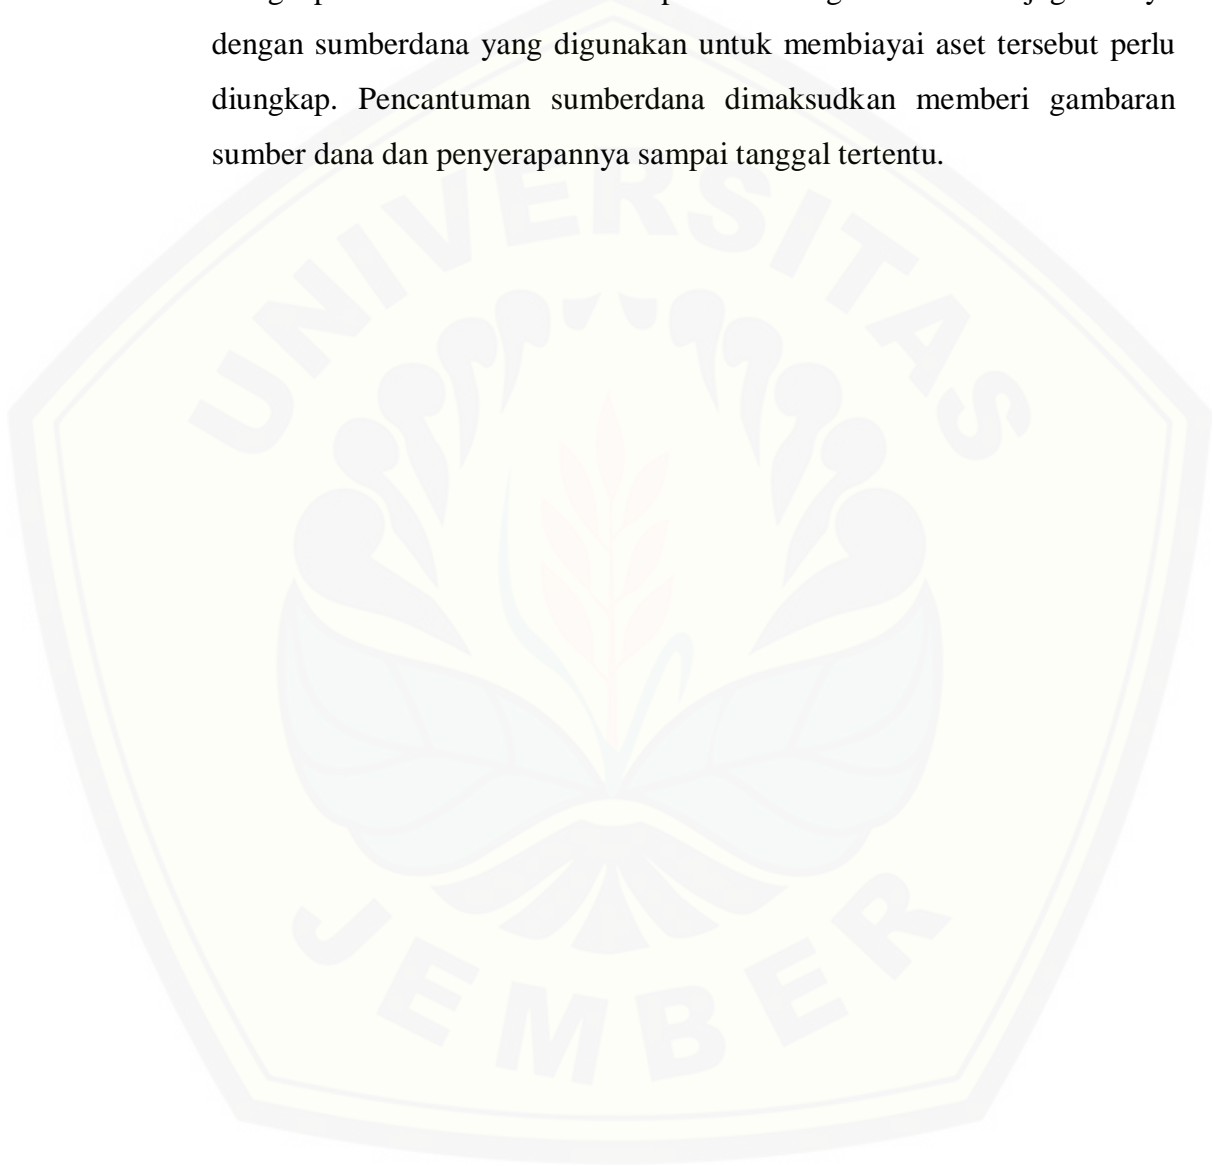 dengan sumberdana yang digunakan untuk membiayai aset tersebut perlu
diungkap. Pencantuman sumberdana dimaksudkan memberi gambaran
sumber dana dan penyerapannya sampai tanggal tertentu.
UNIVERSITAS
JEMBER